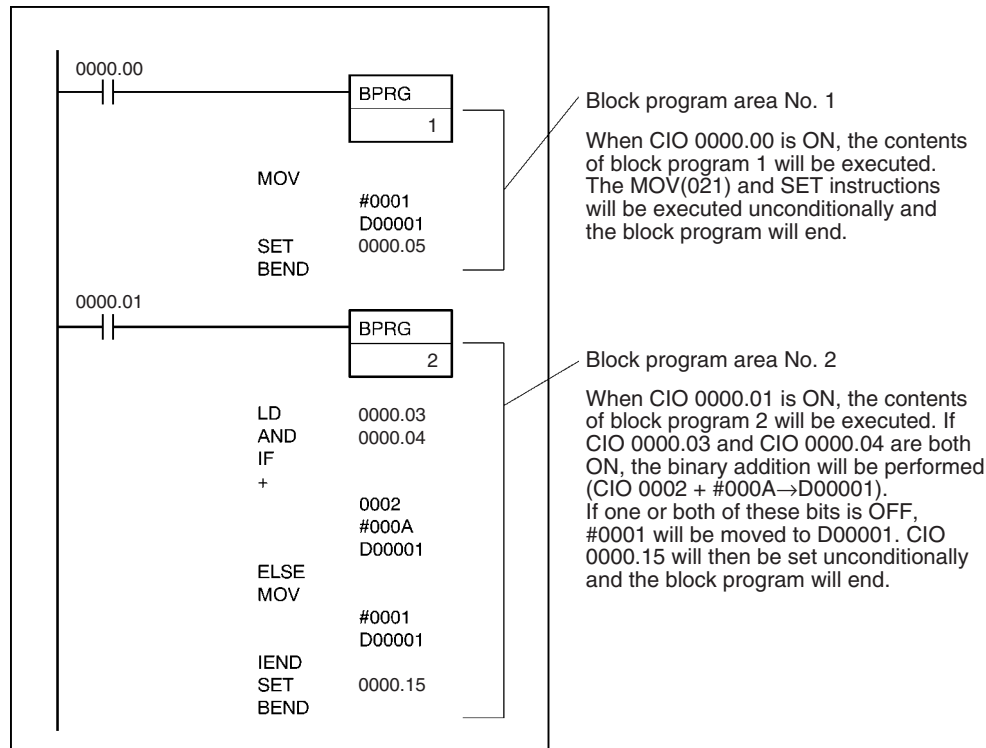 0000.00
BPRG
1
MOV
#0001
D00001
SET 0000.05
BEND
Block program area No. 1
When CIO 0000.00 is ON, the contents
of block program 1 will be executed.
The MOV(021) and SET instructions
will be executed unconditionally and
the block program will end.
0000.01
BPRG
2
LD 0000.03
AND 0000.04
IF
+
0002
#000A
D00001
ELSE
MOV
#0001
D00001
IEND
SET 0000.15
BEND
Block program area No. 2
When CIO 0000.01 is ON, the contents
of block program 2 will be executed. If
CIO 0000.03 and CIO 0000.04 are both
ON, the binary addition will be performed
(CIO 0002 + #000A→D00001).
If one or both of these bits is OFF,
#0001 will be moved to D00001. CIO
0000.15 will then be set unconditionally
and the block program will end.